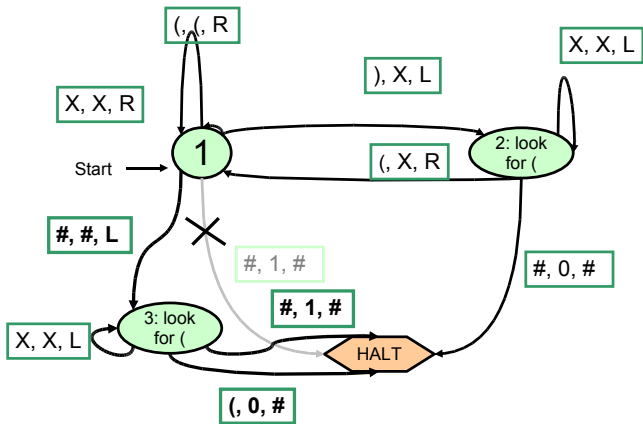 (, (, R
X, X, L
), X, L
X, X, R
1
2: look
for (
(, X, R
Start
#, #, L
#, 1, #
#, 0, #
#, 1, #
3: look
for (
X, X, L
HALT
(, 0, #